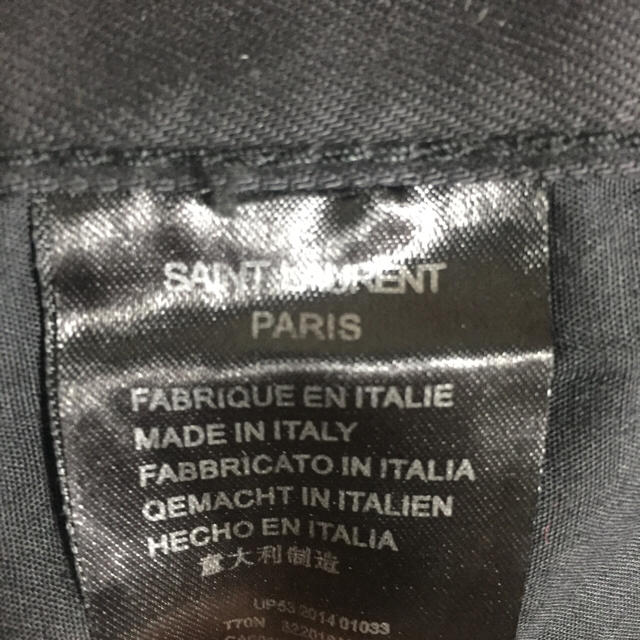 SAINT LAURENT
PARIS
FABRIQUE EN ITALIE
MADE IN ITALY
FABBRICATO IN ITALIA
QEMACHT IN ITALIEN
HECHO EN ITALIA
意大利制造
UP53 2014 01033
T70N